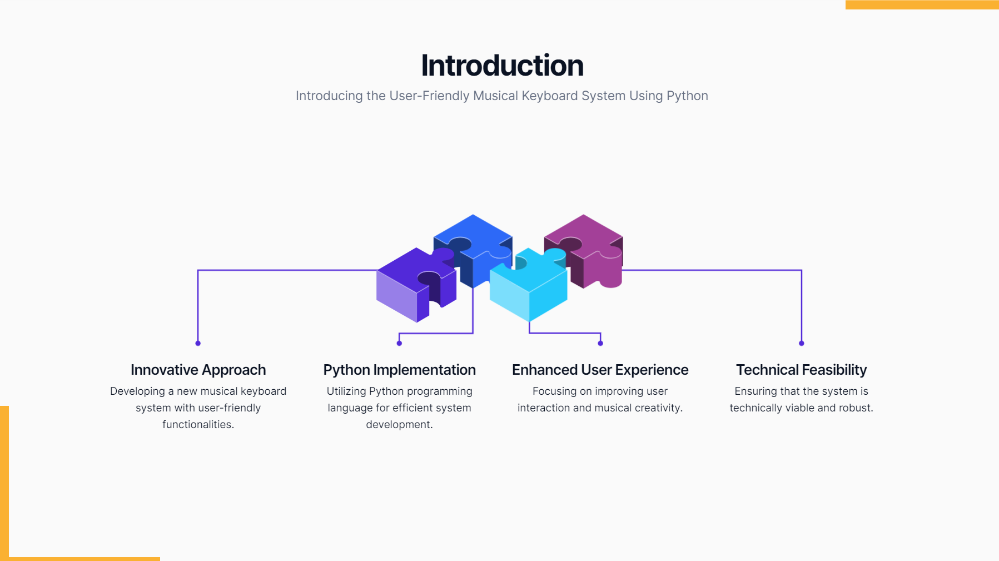 Introduction
Introducing the User-Friendly Musical Keyboard System Using Python
Innovative Approach
Developing a new musical keyboard
system with user-friendly
functionalities.
Python Implementation
Utilizing Python programming
language for efficient system
development.
Enhanced User Experience
Focusing on improving user
interaction and musical creativity.
Technical Feasibility
Ensuring that the system is
technically viable and robust.